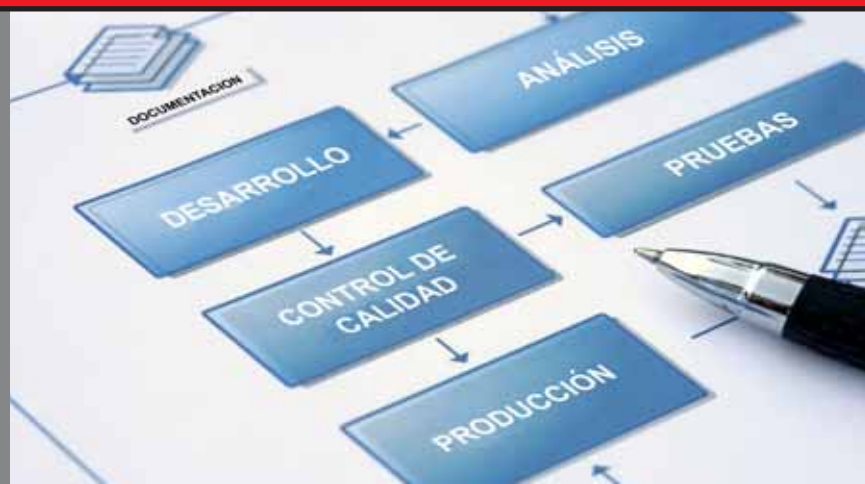 ANÁLISIS
DOCUMENTACION
PRUEBAS
DESARROLLO
CONTROL DE
CALIDAD
PRODUCCIÓN